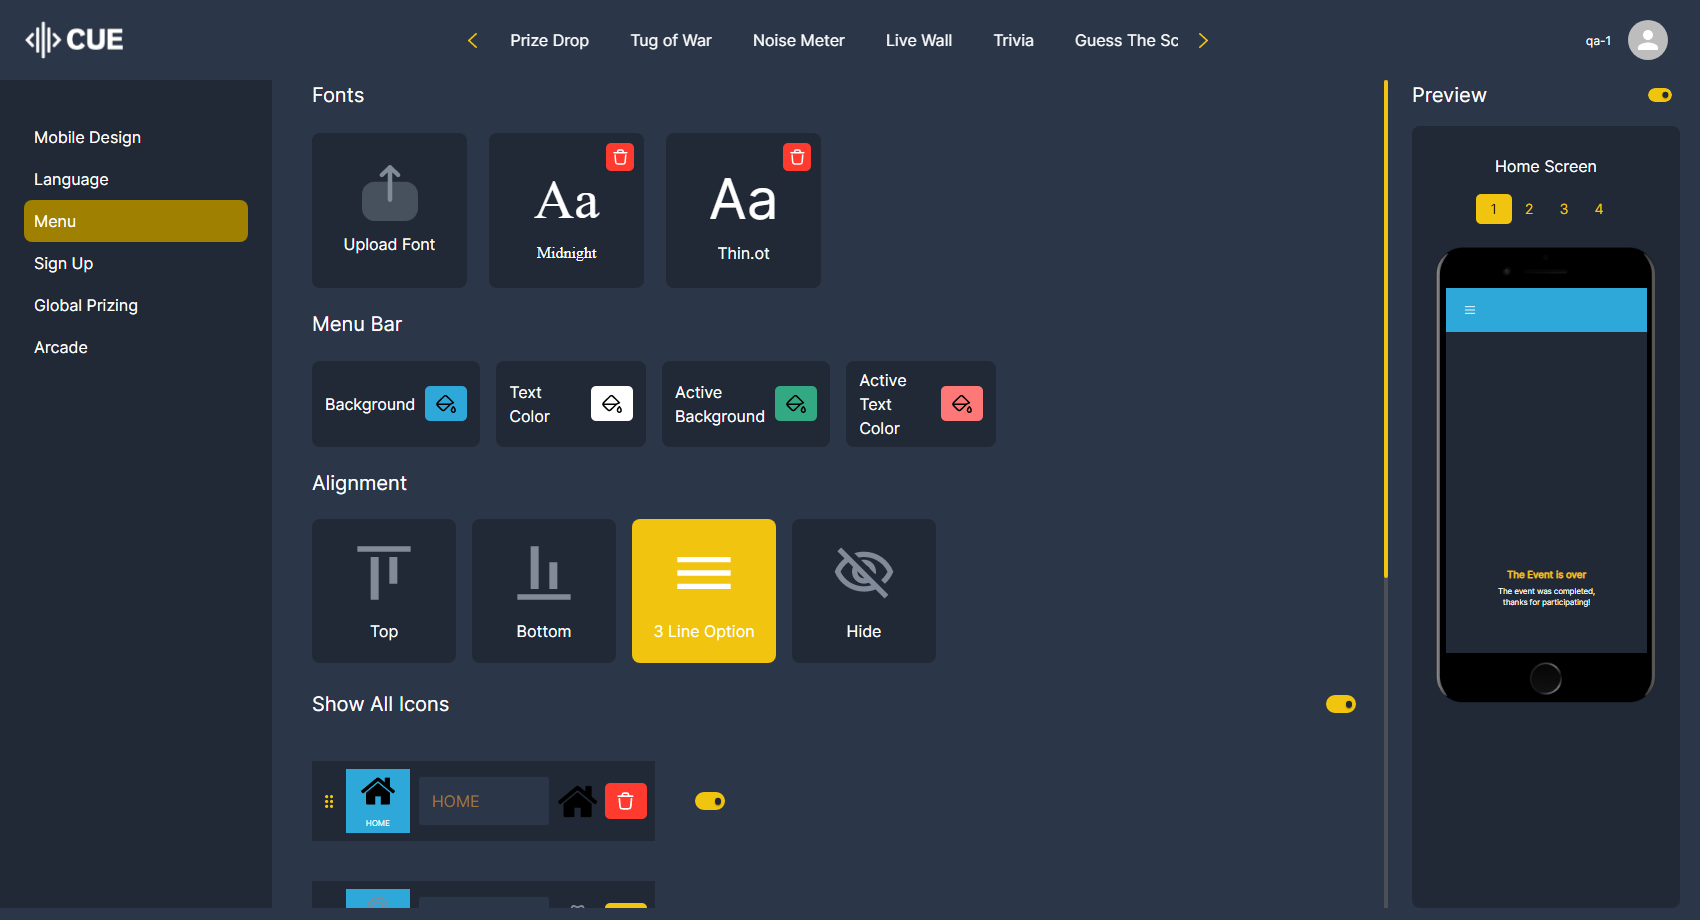 CUE
Prize Drop
Tug of War
Noise Meter
Live Wall
Trivia
Guess The Sc
qa-1
Mobile Design
Language
Menu
Sign Up
Global Prizing
Arcade
Fonts
Upload Font
Aa
Midnight
Aa
Thin.ot
Menu Bar
Background
Text
Color
Active
Background
Active
Text
Color
Alignment
Top
Bottom
3 Line Option
Hide
Show All Icons
HOME
HOME
Preview
Home Screen
1 2 3 4
The Event is over
The event was completed,
thanks for participating!